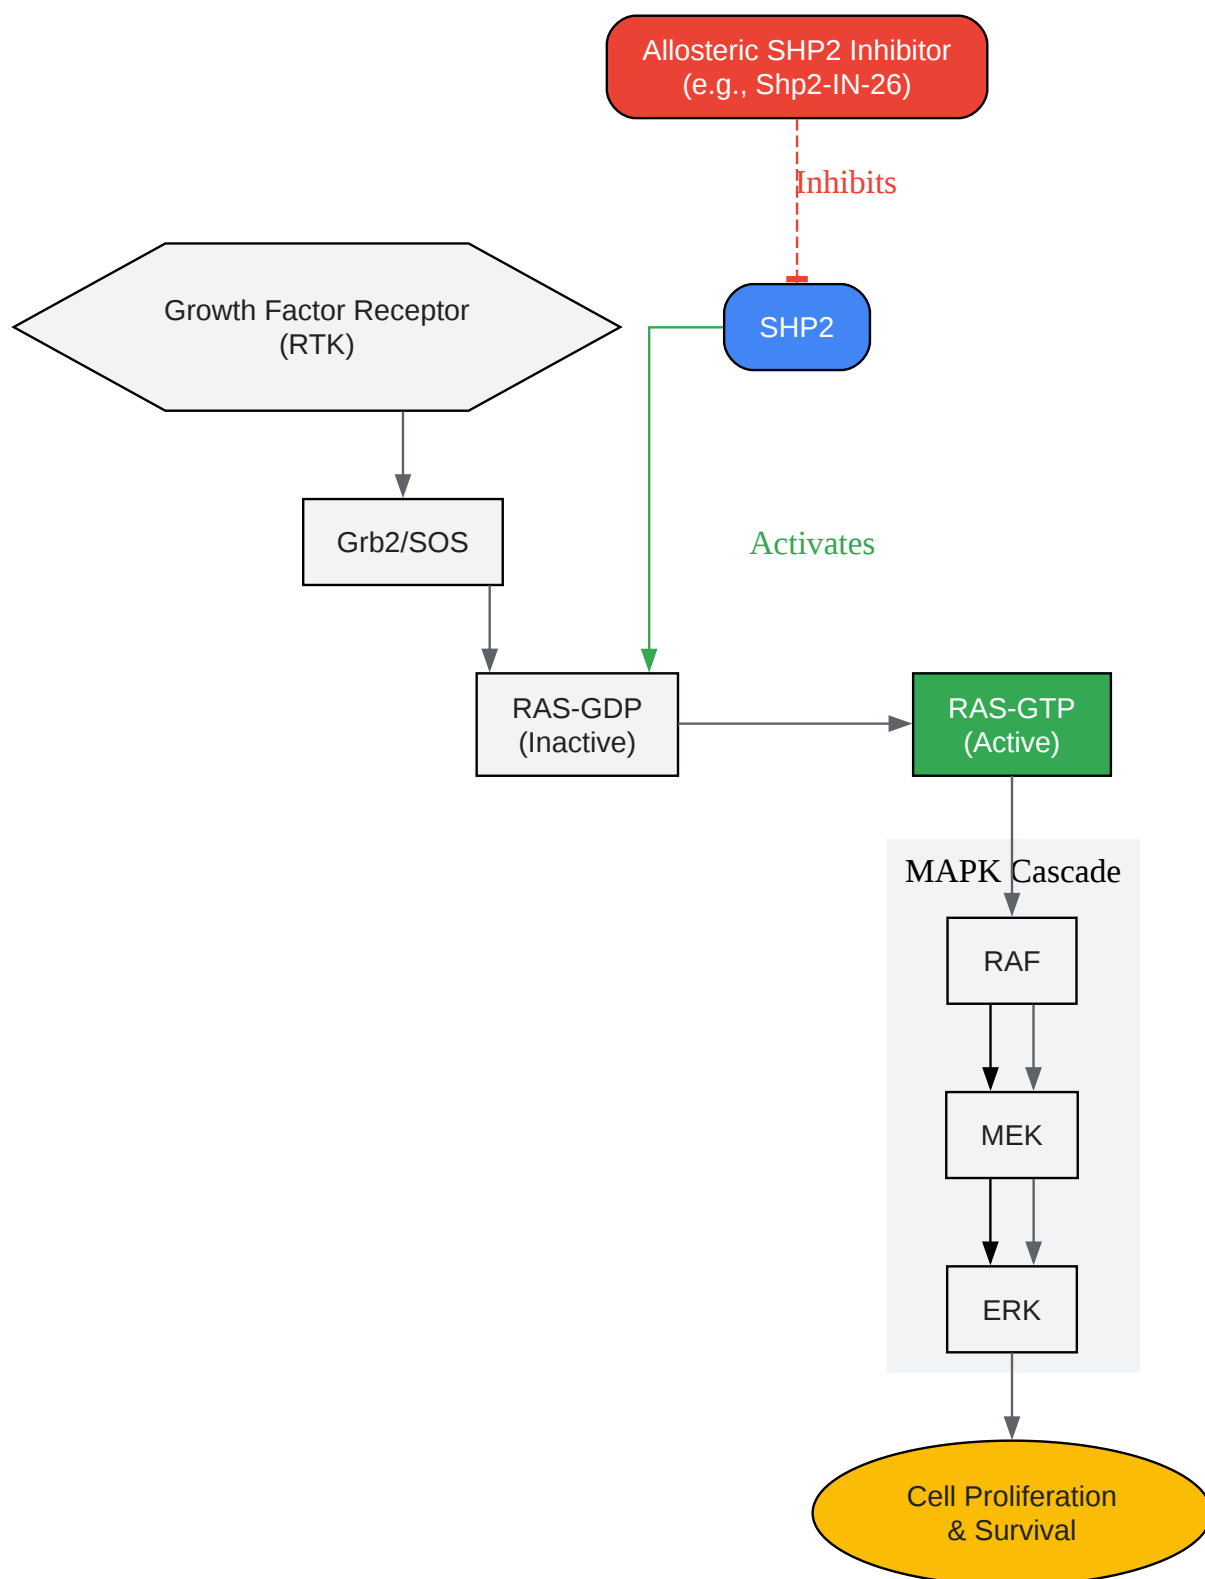 Allosteric SHP2 Inhibitor
(e.g., Shp2-IN-26)
Inhibits
Growth Factor Receptor
(RTK)
SHP2
Grb2/SOS
Activates
RAS-GDP
(Inactive)
RAS-GTP
(Active)
MAPK Cascade
RAF
MEK
ERK
Cell Proliferation
& Survival